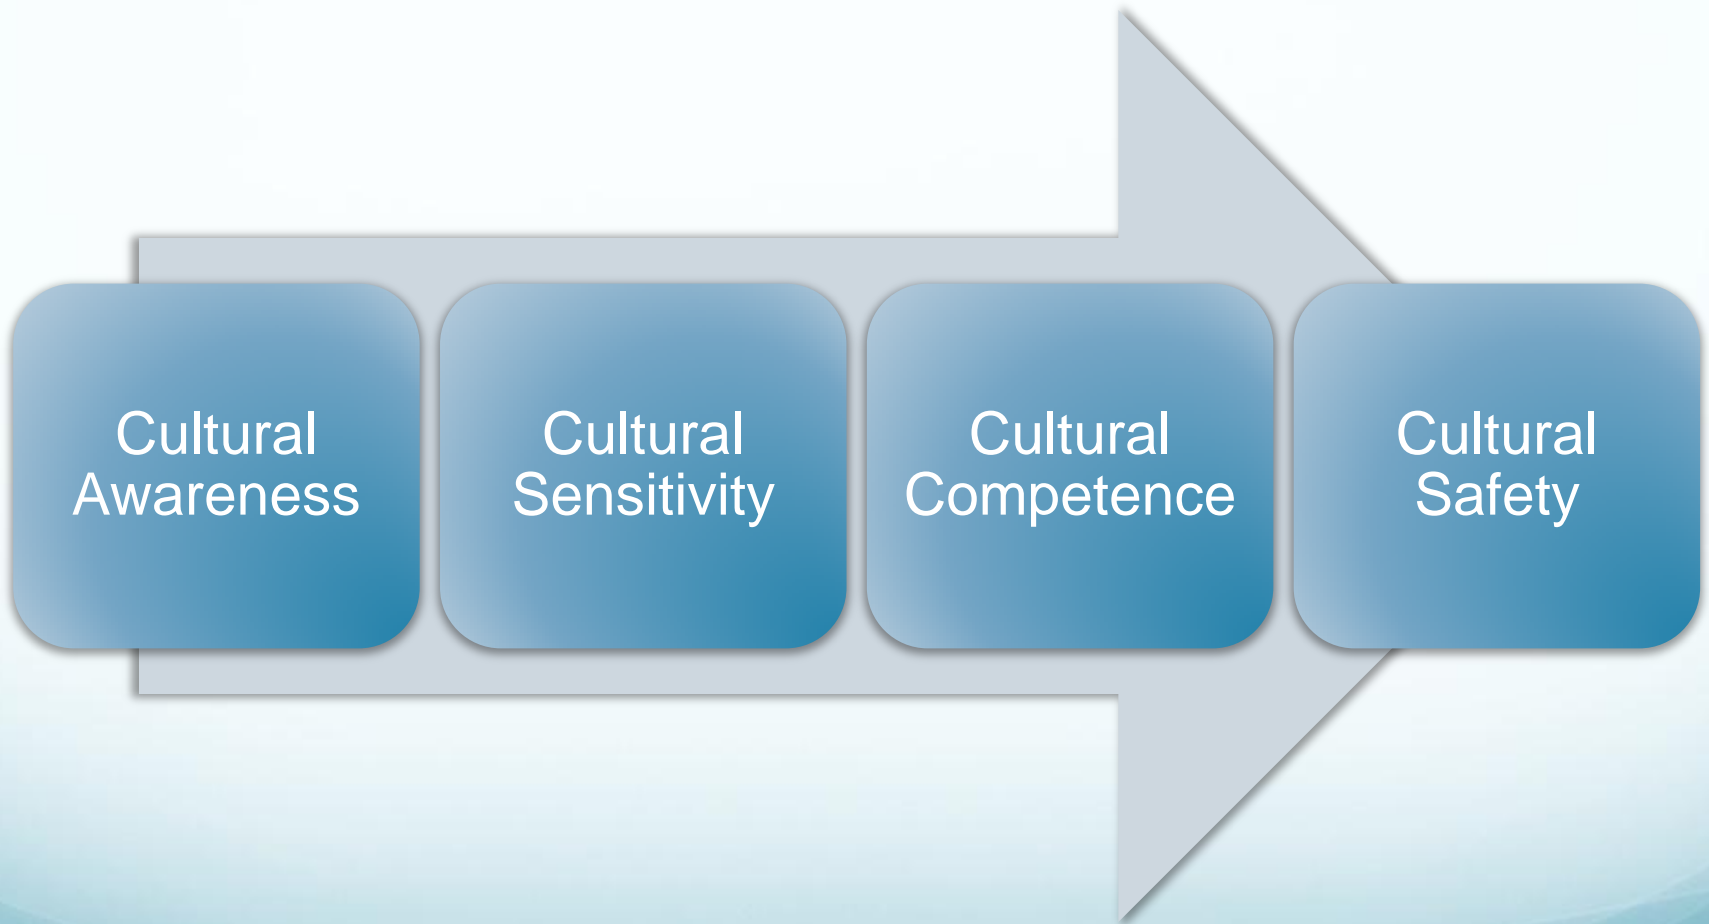 Cultural
Awareness
Cultural
Sensitivity
Cultural
Competence
Cultural
Safety